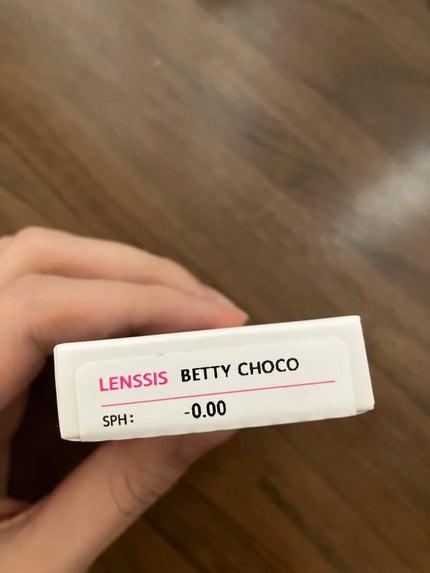 LENSSIS BETTY CHOCO
SPH: -0.00